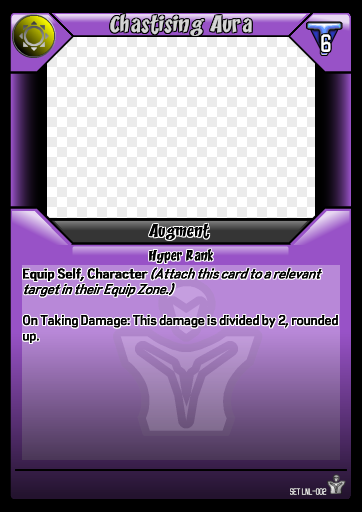 Chastising Aura
6
Augment
Hyper Rank
Equip Self, Character (Attach this card to a relevant
target in their Equip Zone.)
On Taking Damage: This damage is divided by 2, rounded
up.
SET LNL-002